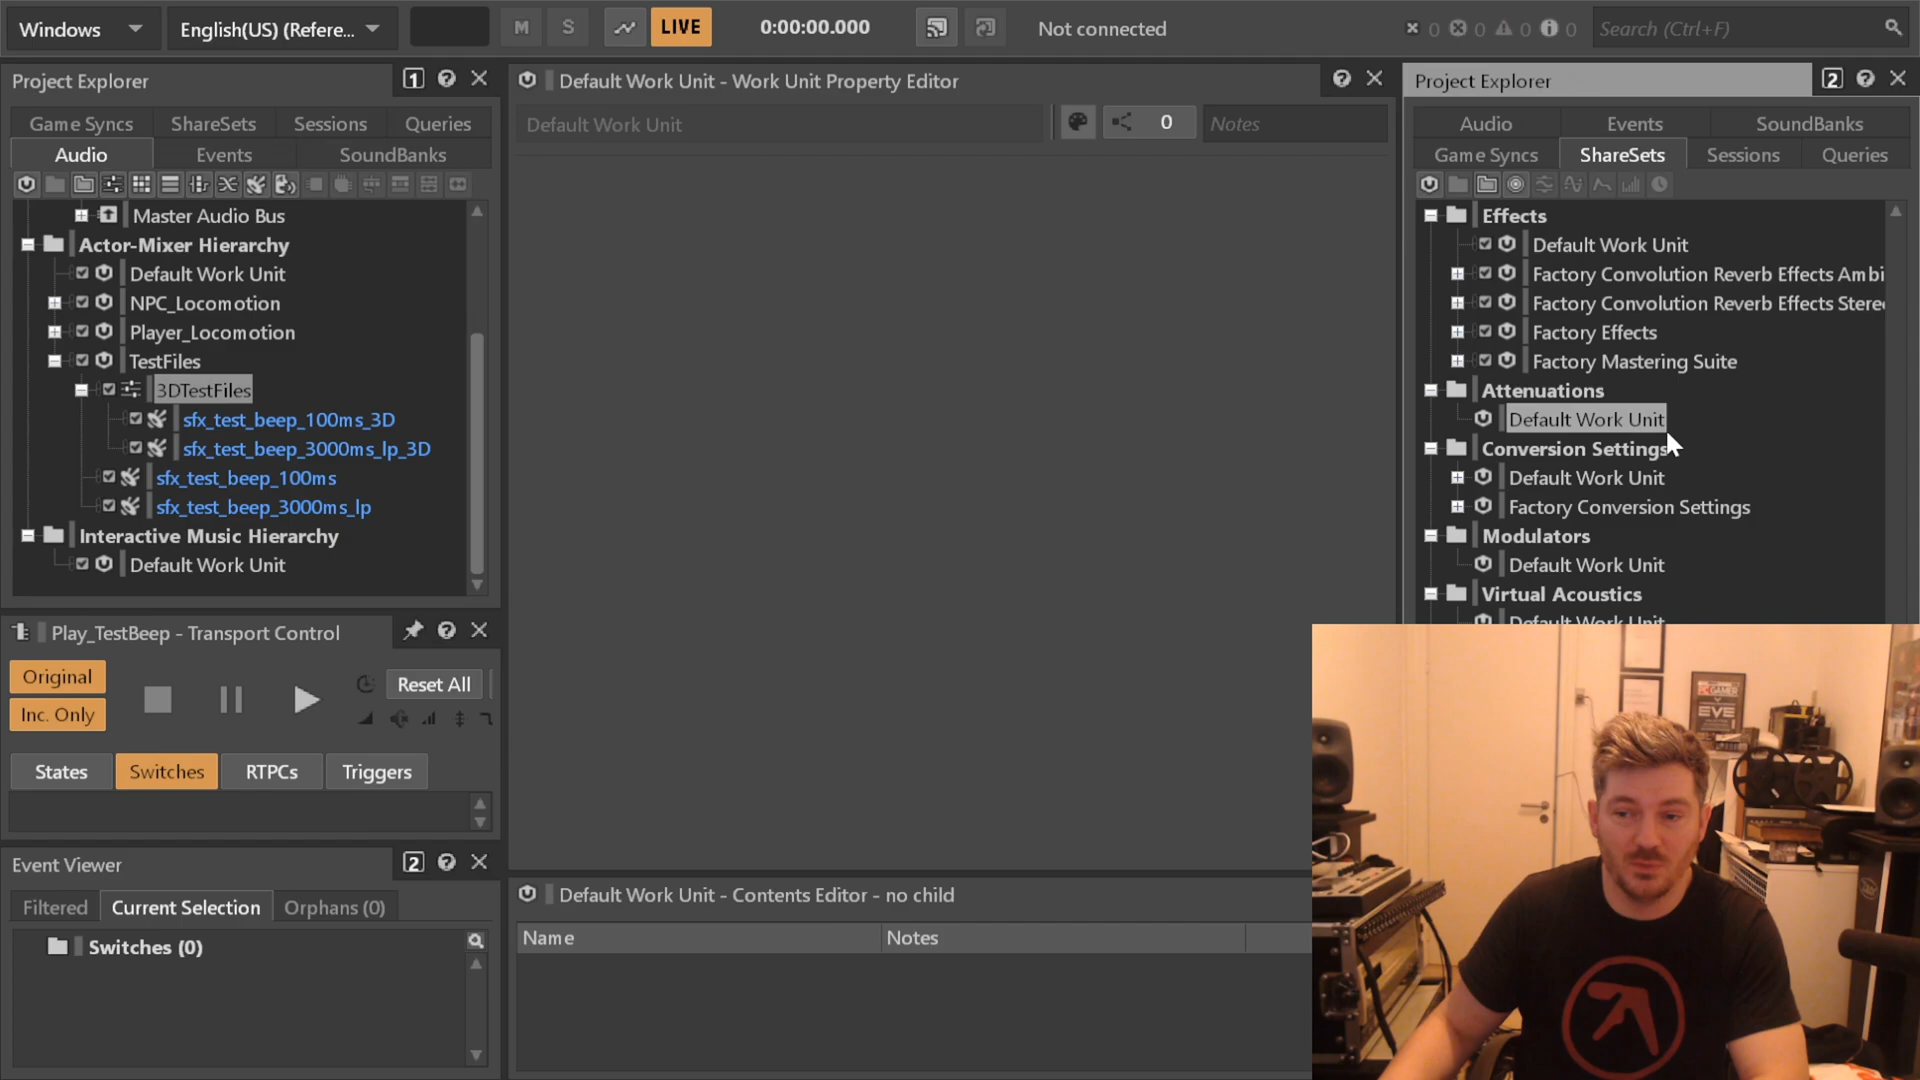 Windows
English(US) (Refere...
M
S
LIVE
0:00:00.000
Not connected
0
0
0
0
Search (Ctrl+F)
Project Explorer
1
Game Syncs
ShareSets
Sessions
Queries
Audio
Events
SoundBanks
Master Audio Bus
Actor-Mixer Hierarchy
Default Work Unit
NPC_Locomotion
Player_Locomotion
TestFiles
3DTestFiles
sfx_test_beep_100ms_3D
sfx_test_beep_3000ms_lp_3D
sfx_test_beep_100ms
sfx_test_beep_3000ms_lp
Interactive Music Hierarchy
Default Work Unit
Play_TestBeep - Transport Control
Original
Inc. Only
Reset All
States
Switches
RTPCs
Triggers
Event Viewer
2
Filtered
Current Selection
Orphans (0)
Switches (0)
Default Work Unit - Work Unit Property Editor
Default Work Unit
0
Notes
Default Work Unit - Contents Editor - no child
Name
Notes
Project Explorer
2
Audio
Events
SoundBanks
Game Syncs
ShareSets
Sessions
Queries
Effects
Default Work Unit
Factory Convolution Reverb Effects Ambi
Factory Convolution Reverb Effects Stere
Factory Effects
Factory Mastering Suite
Attenuations
Default Work Unit
Conversion Settings
Default Work Unit
Factory Conversion Settings
Modulators
Default Work Unit
Virtual Acoustics
Default Work Unit
GAMER
EVE